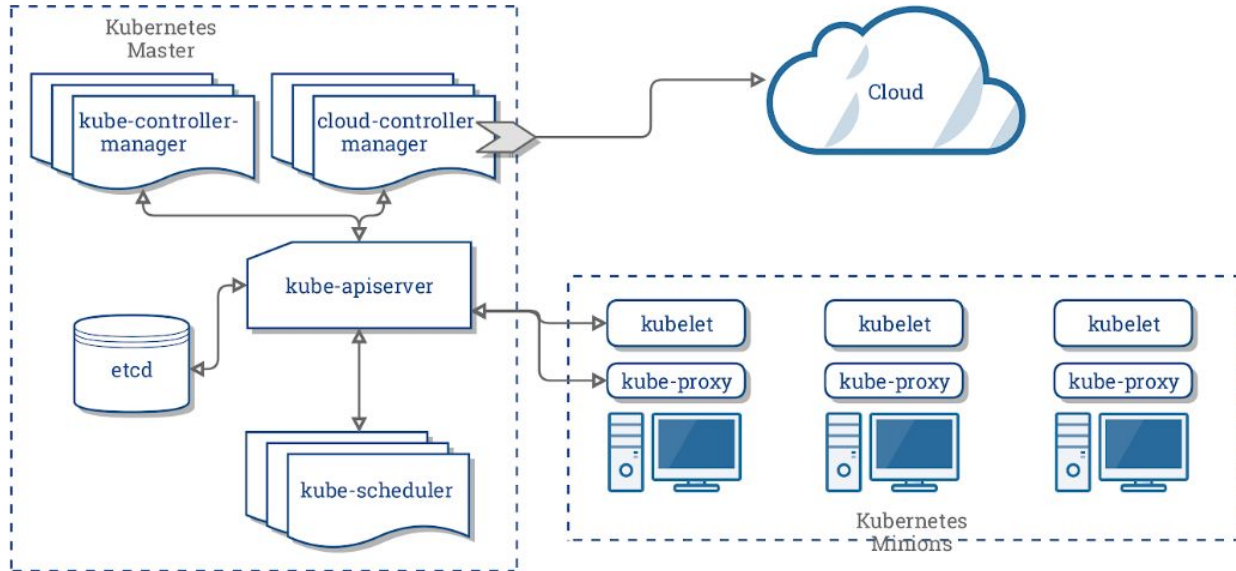 Kubernetes
Master
kube-controller-
manager
cloud-controller
manager
Cloud
kube-apiserver
etcd
kube-scheduler
kubelet
kubelet
kubelet
kube-proxy
kube-proxy
kube-proxy
Kubernetes
Minions